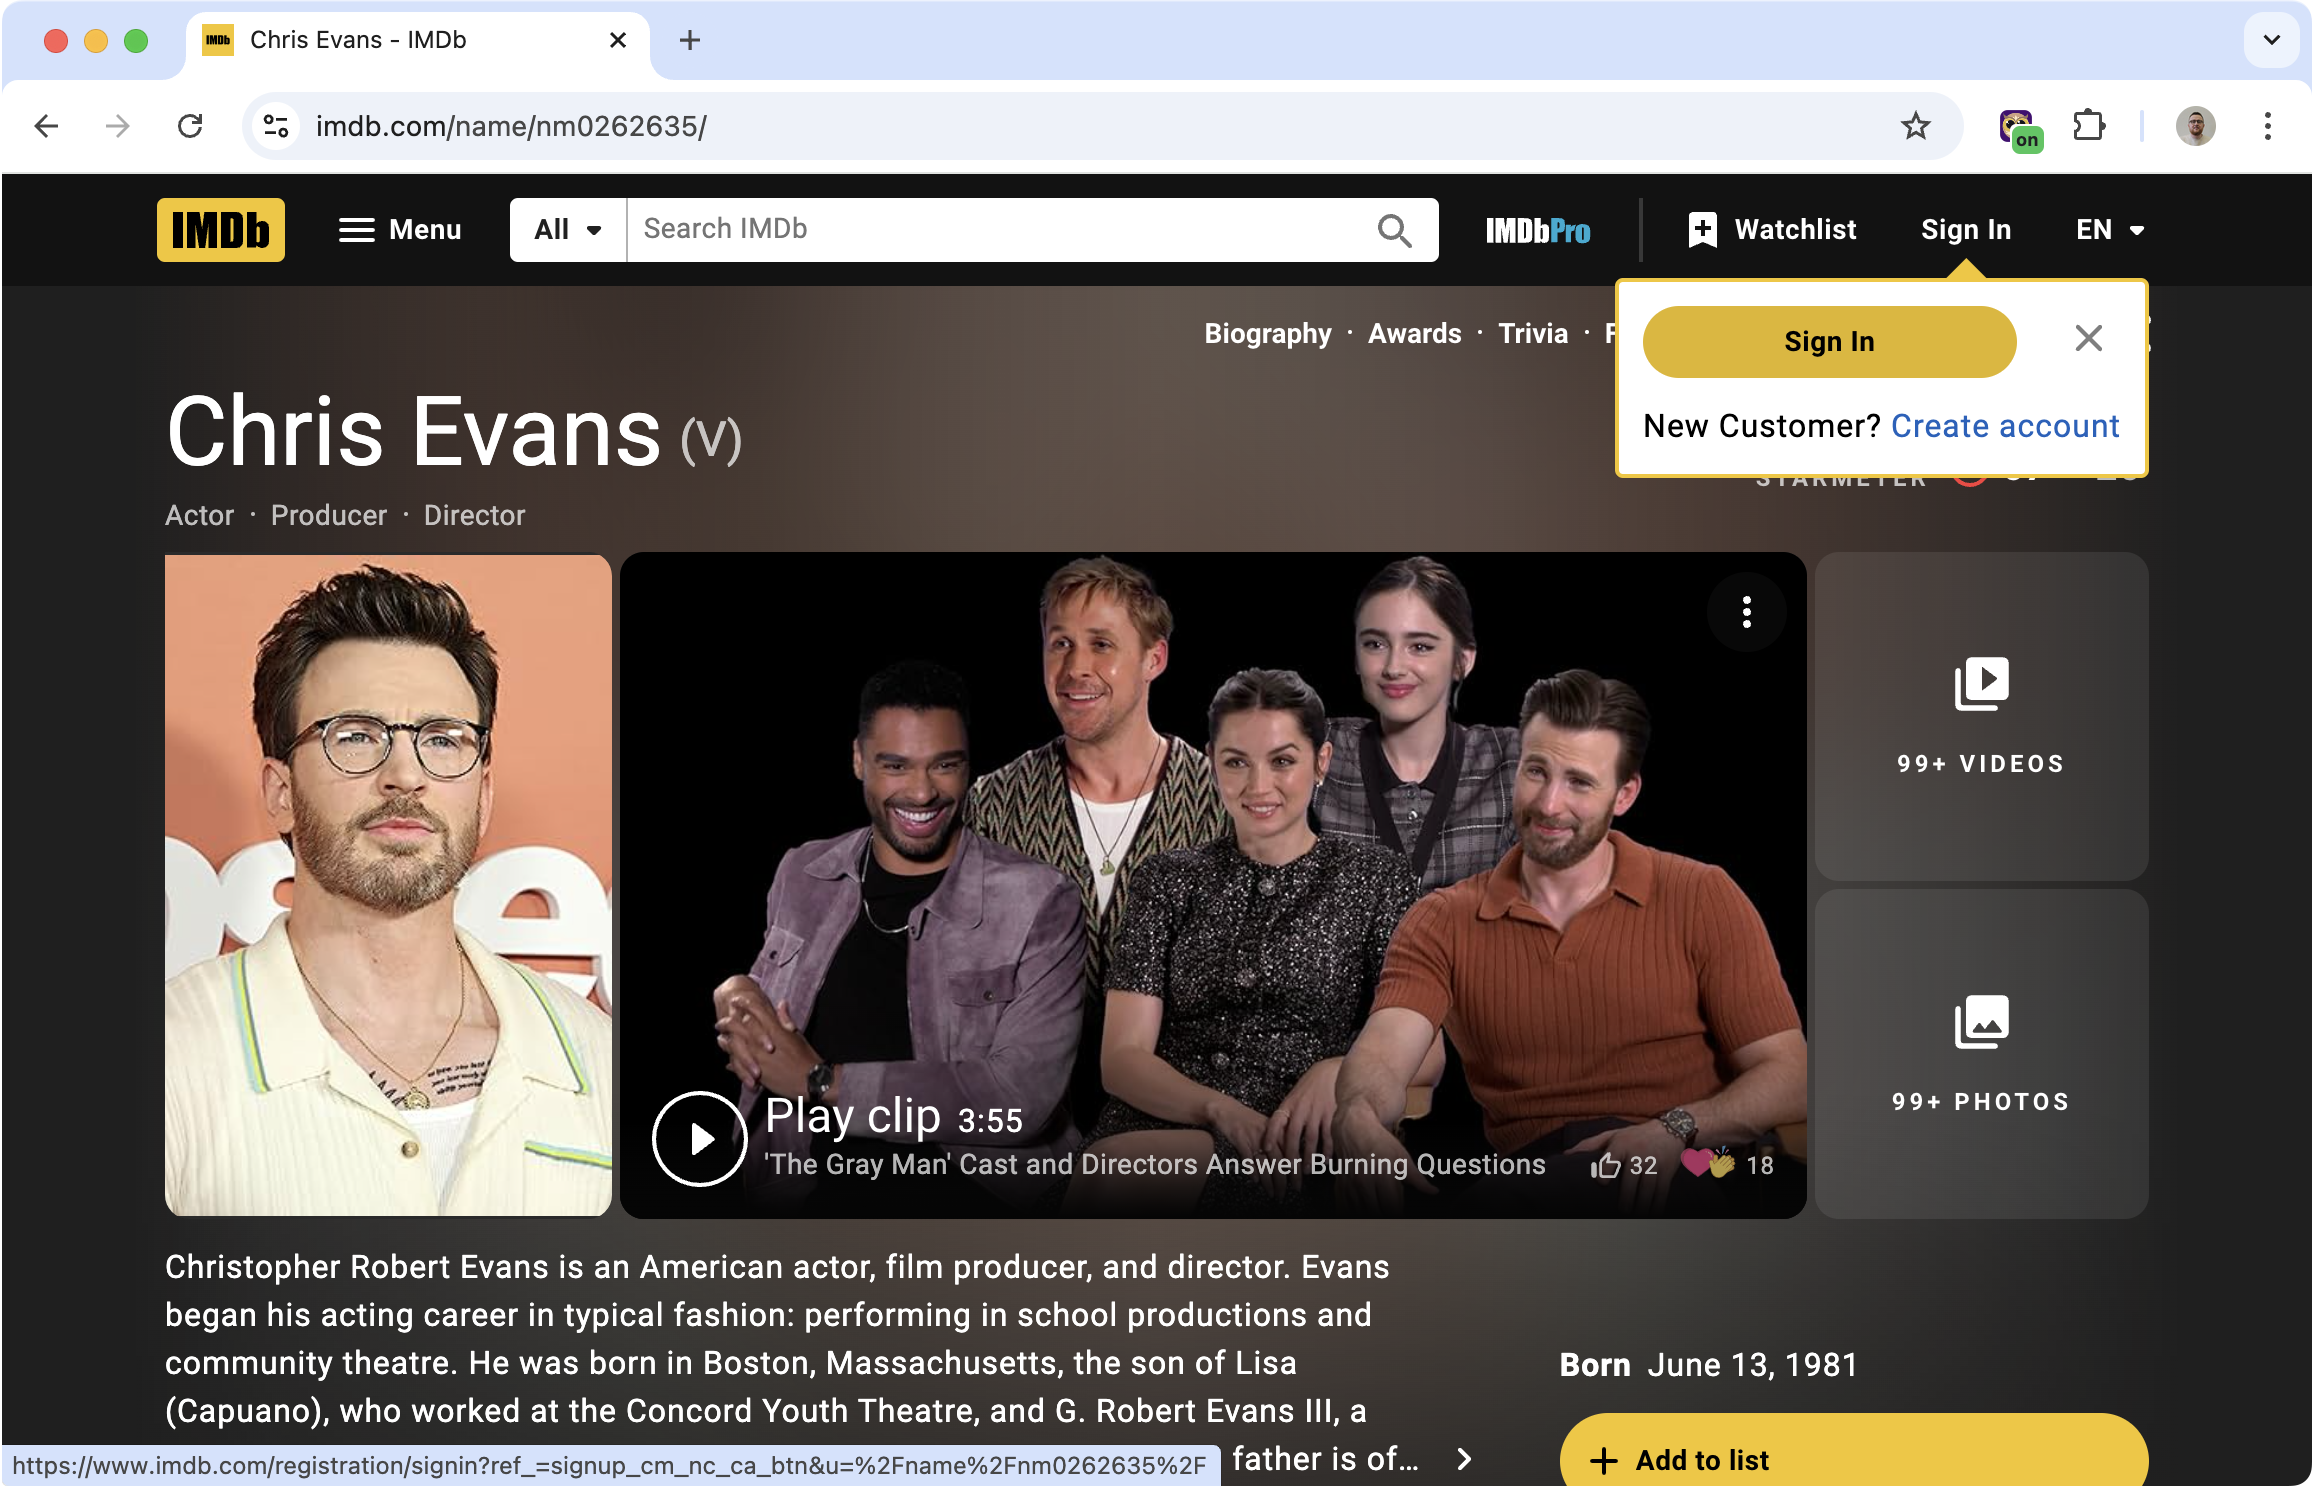 IMDb
Chris Evans - IMDb
imdb.com/name/nm0262635/
on
IMDb
Menu
All
Search IMDb
IMDbPro
Watchlist
Sign In
EN
Biography · Awards · Trivia · F
Sign In
New Customer? Create account
Chris Evans (V)
STARMETER
Actor · Producer · Director
99+ VIDEOS
99+ PHOTOS
Play clip 3:55
'The Gray Man' Cast and Directors Answer Burning Questions
32
18
Christopher Robert Evans is an American actor, film producer, and director. Evans
began his acting career in typical fashion: performing in school productions and
community theatre. He was born in Boston, Massachusetts, the son of Lisa
(Capuano), who worked at the Concord Youth Theatre, and G. Robert Evans III, a
father is of...
Born June 13, 1981
Add to list
https://www.imdb.com/registration/signin?ref_=signup_cm_nc_ca_btn&u=%2Fname%2Fnm0262635%2F